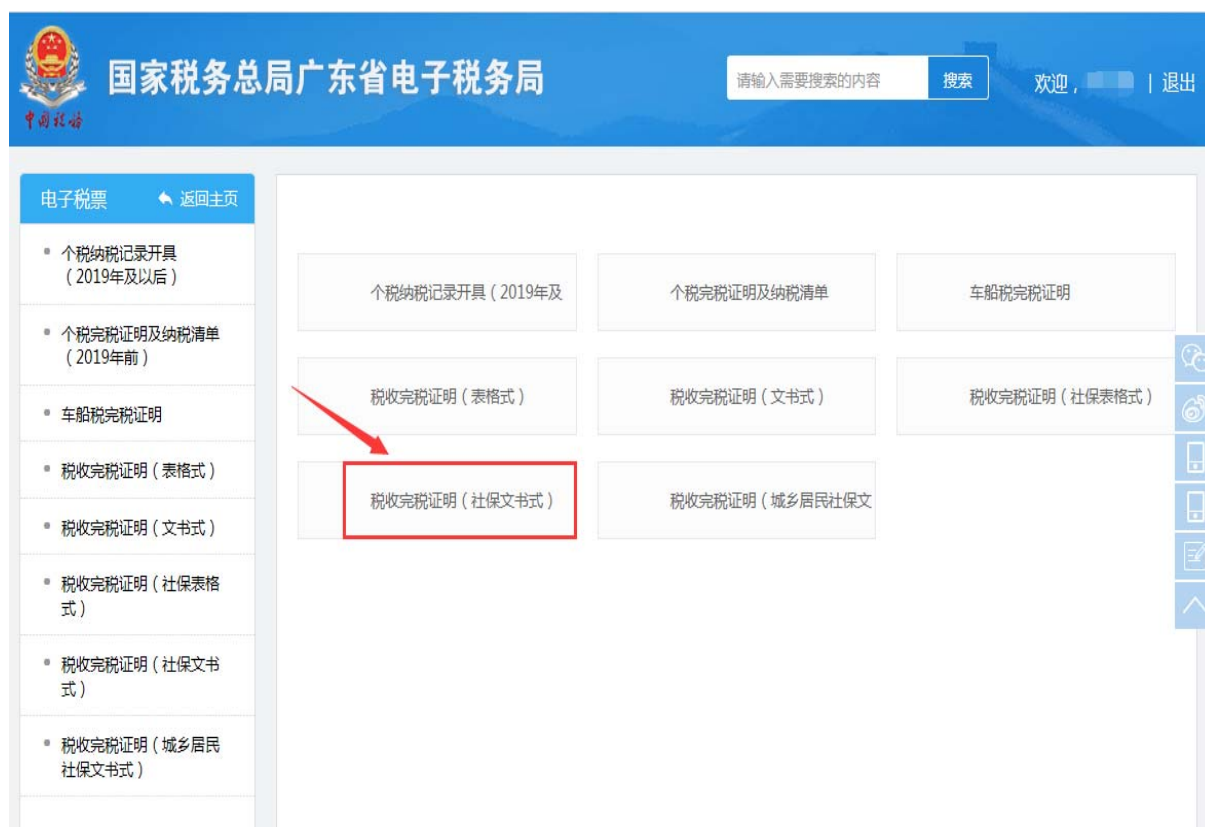 国家税务总局广东省电子税务局
中国税务
请输入需要搜索的内容
搜索
欢迎, | 退出
电子税票
返回主页
个税纳税记录开具
(2019年及以后)
个税完税证明及纳税清单
(2019年前)
车船税完税证明
税收完税证明(表格式)
税收完税证明(文书式)
税收完税证明(社保表格
式)
税收完税证明(社保文书
式)
税收完税证明(城乡居民
社保文书式)
个税纳税记录开具(2019年及
个税完税证明及纳税清单
车船税完税证明
税收完税证明(表格式)
税收完税证明(文书式)
税收完税证明(社保表格式)
税收完税证明(社保文书式)
税收完税证明(城乡居民社保文